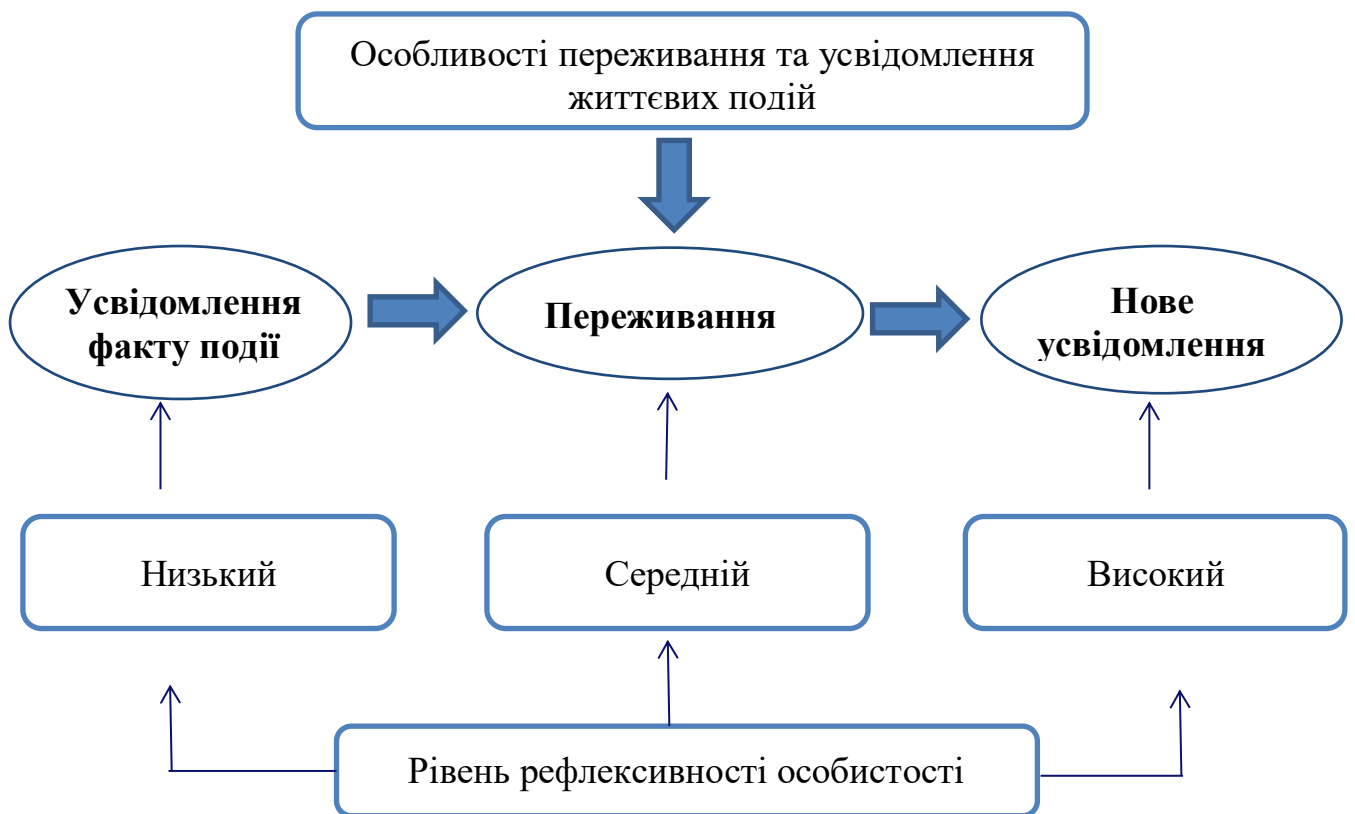 Особливості переживання та усвідомлення
життєвих подій
Усвідомлення
факту події
Переживання
Нове
усвідомлення
Низький
Середній
Високий
Рівень рефлексивності особистості